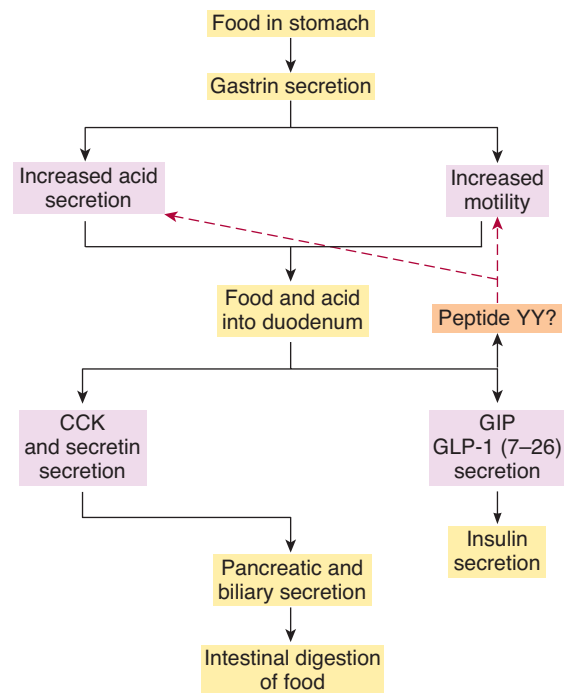 Food in stomach
Gastrin secretion
Increased acid
secretion
Increased
motility
Food and acid
into duodenum
Peptide YY?
CCK
and secretin
secretion
GIP
GLP-1 (7–26)
secretion
Insulin
secretion
Pancreatic and
biliary secretion
Intestinal digestion
of food